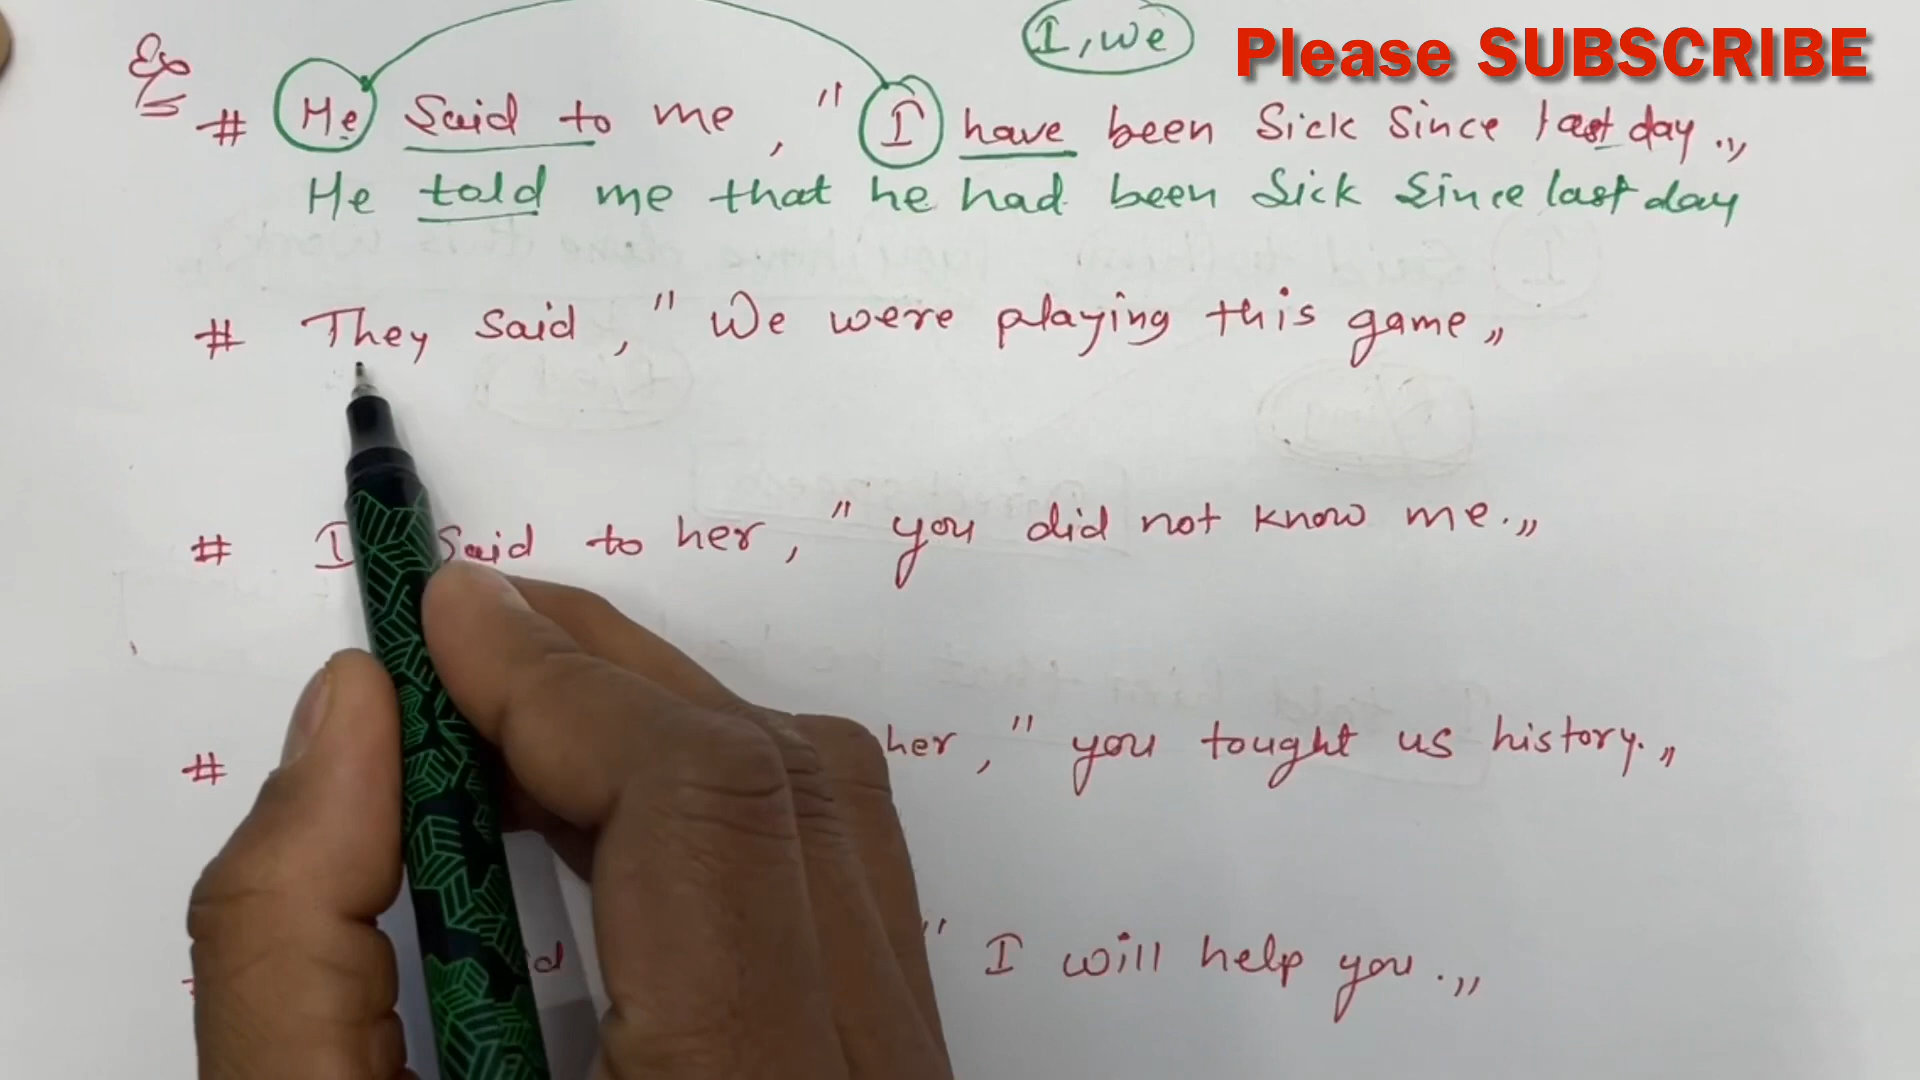 I, we
Please SUBSCRIBE
Ex
# He Said to me, " I have been Sick Since last day.,,
He told me that he had been Sick Since last day
# They said, " We were playing this game,,
# I Said to her, " you did not know me.,,
# her, " you tought us history.,,
" I will help you.,,